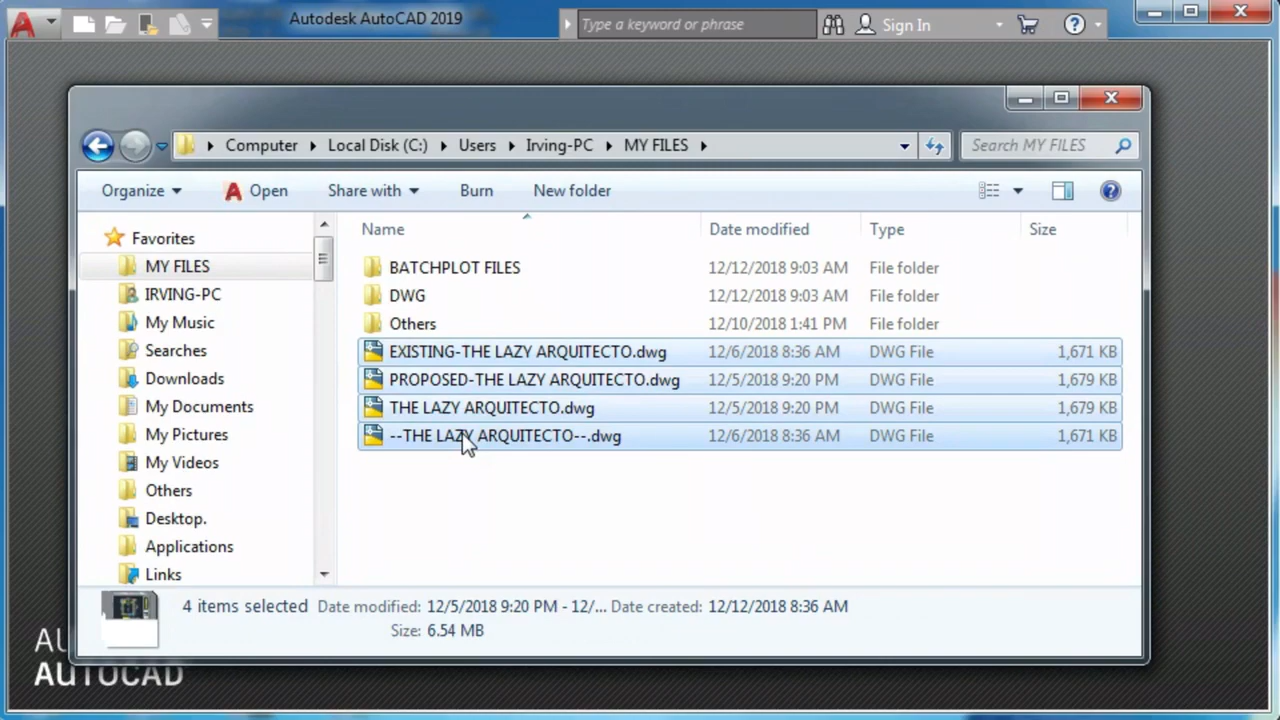 Autodesk AutoCAD 2019
Type a keyword or phrase
Sign In
Computer Local Disk (C:) Users Irving-PC MY FILES
Search MY FILES
Organize Open Share with Burn New folder
Name Date modified Type Size
Favorites
MY FILES
IRVING-PC
My Music
Searches
Downloads
My Documents
My Pictures
My Videos
Others
Desktop.
Applications
Links
BATCHPLOT FILES 12/12/2018 9:03 AM File folder
DWG 12/12/2018 9:03 AM File folder
Others 12/10/2018 1:41 PM File folder
EXISTING-THE LAZY ARQUITECTO.dwg 12/6/2018 8:36 AM DWG File 1,671 KB
PROPOSED-THE LAZY ARQUITECTO.dwg 12/5/2018 9:20 PM DWG File 1,679 KB
THE LAZY ARQUITECTO.dwg 12/5/2018 9:20 PM DWG File 1,679 KB
--THE LAZY ARQUITECTO--.dwg 12/6/2018 8:36 AM DWG File 1,671 KB
4 items selected Date modified: 12/5/2018 9:20 PM - 12/... Date created: 12/12/2018 8:36 AM
Size: 6.54 MB
AU
AUTOCAD